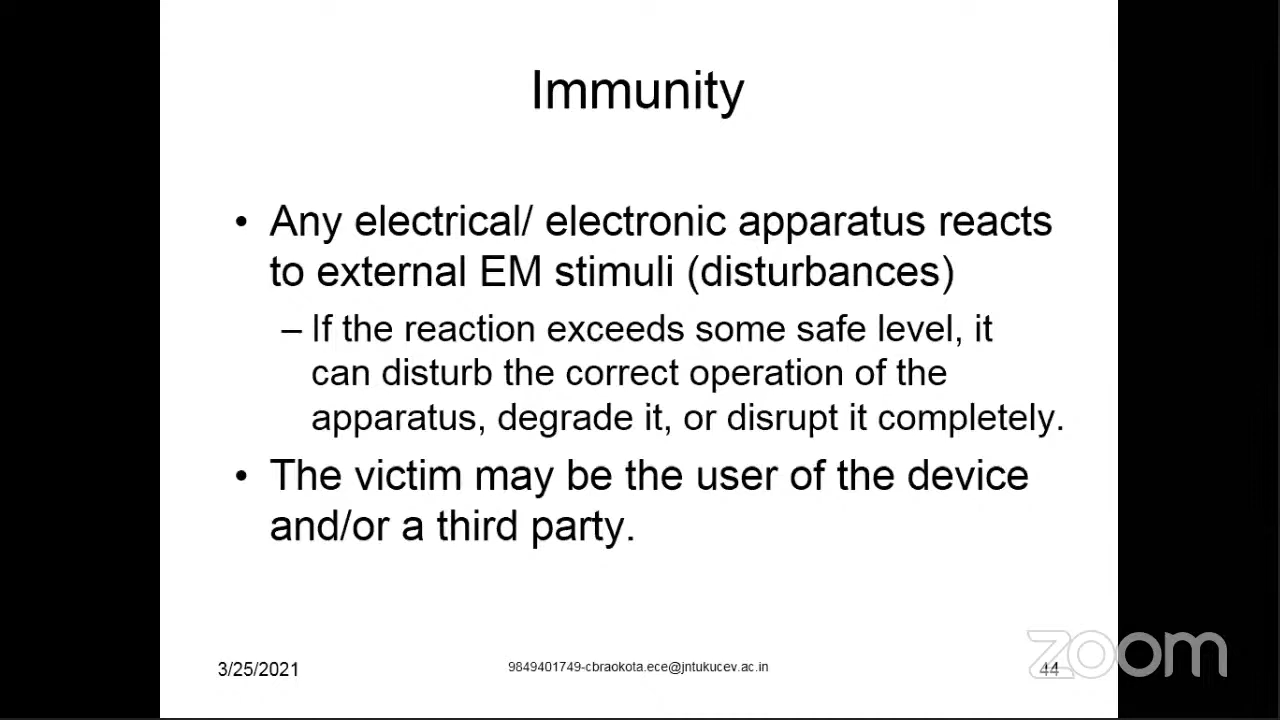 Immunity
• Any electrical/ electronic apparatus reacts
to external EM stimuli (disturbances)
– If the reaction exceeds some safe level, it
can disturb the correct operation of the
apparatus, degrade it, or disrupt it completely.
• The victim may be the user of the device
and/or a third party.
3/25/2021
9849401749-cbraokota.ece@jntukucev.ac.in
44
zoom